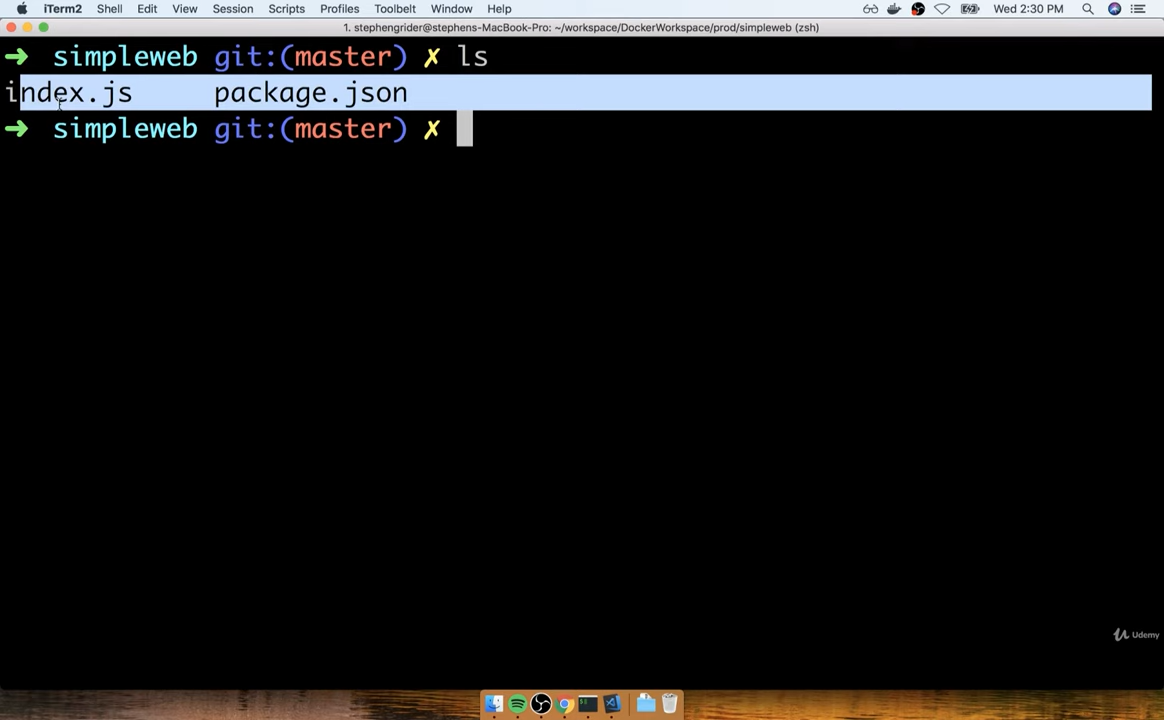 iTerm2 Shell Edit View Session Scripts Profiles Toolbelt Window Help Wed 2:30 PM
1. stephengrider@stephens-MacBook-Pro: ~/workspace/DockerWorkspace/prod/simpleweb (zsh)
➜ simpleweb git:(master) ✗ ls
index.js package.json
➜ simpleweb git:(master) ✗
Udemy